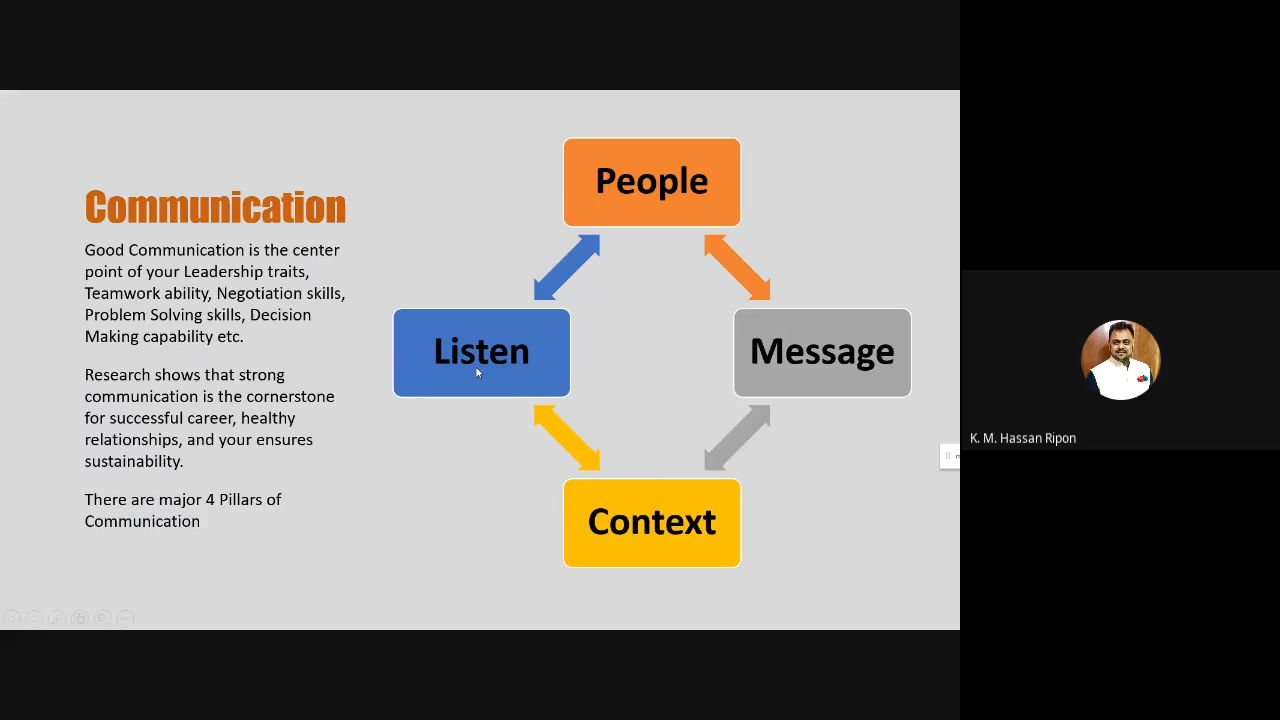 Communication
Good Communication is the center
point of your Leadership traits,
Teamwork ability, Negotiation skills,
Problem Solving skills, Decision
Making capability etc.
Research shows that strong
communication is the cornerstone
for successful career, healthy
relationships, and your ensures
sustainability.
There are major 4 Pillars of
Communication
People
Listen
Message
Context
K. M. Hassan Ripon